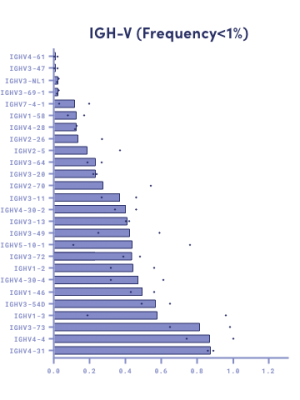 IGH-V (Frequency<1%)
IGHV4-61
IGHV3-47
IGHV3-NL1
IGHV3-69-1
IGHV7-4-1
IGHV1-58
IGHV4-28
IGHV2-26
IGHV2-5
IGHV3-64
IGHV3-20
IGHV2-70
IGHV3-11
IGHV4-30-2
IGHV3-13
IGHV3-49
IGHV5-10-1
IGHV3-72
IGHV1-2
IGHV4-30-4
IGHV1-46
IGHV3-54D
IGHV1-3
IGHV3-73
IGHV4-4
IGHV4-31
0.0 0.2 0.4 0.6 0.8 1.0 1.2